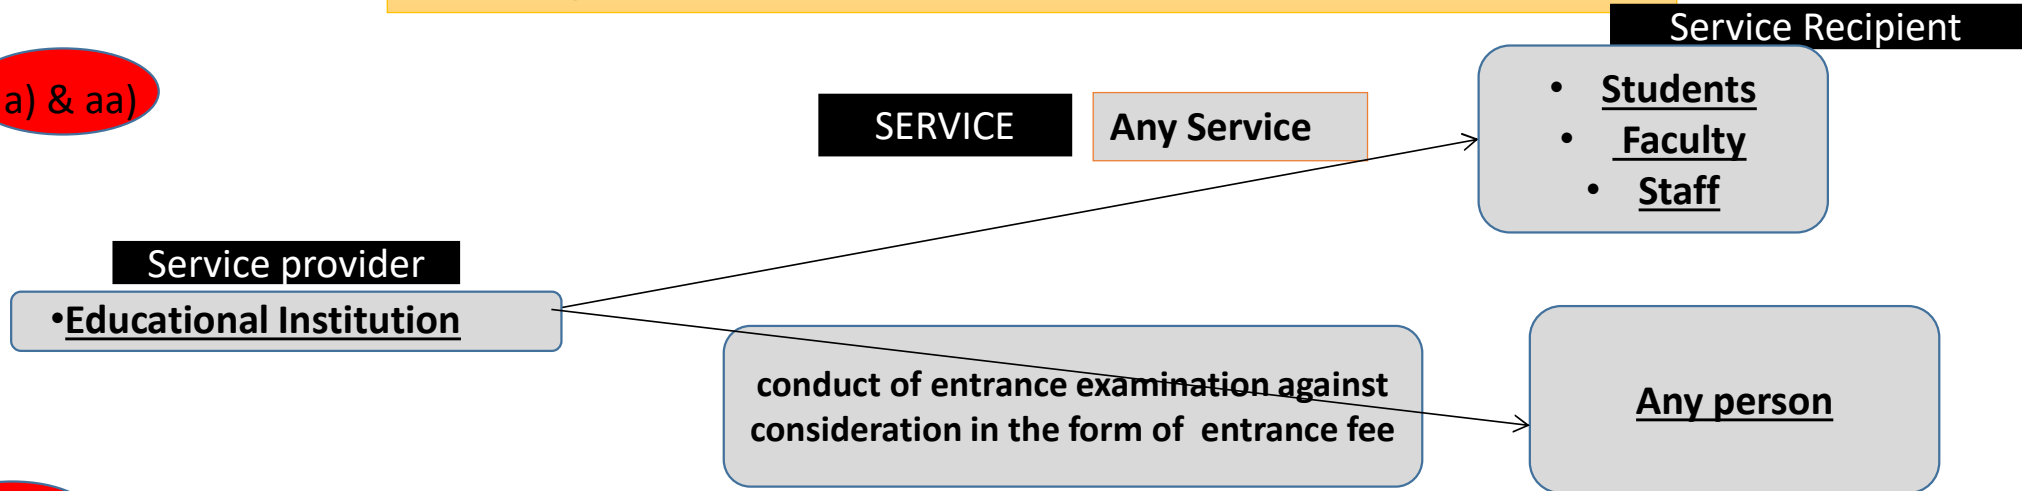 Service Recipient
a) & aa)
SERVICE
Any Service
• Students
• Faculty
• Staff
Service provider
•Educational Institution
conduct of entrance examination against
consideration in the form of entrance fee
Any person